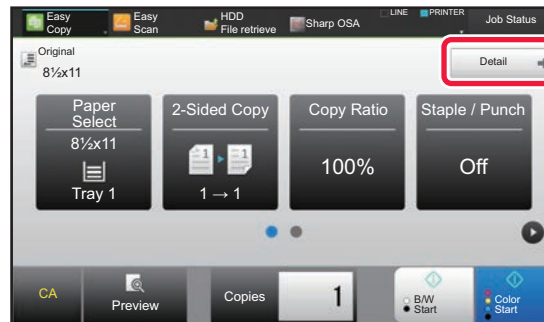 Easy
Copy
Easy
Scan
HDD
File retrieve
Sharp OSA
LINE
PRINTER
Job Status
Original
8½x11
Detail
Paper
Select
8½x11
Tray 1
2-Sided Copy
1
1
1 → 1
Copy Ratio
100%
Staple / Punch
Off
CA
Preview
Copies
1
B/W
Start
Color
Start